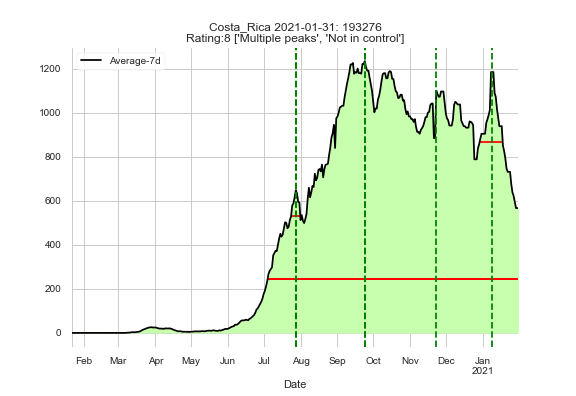 Costa_Rica 2021-01-31: 193276
Rating:8 ['Multiple peaks', 'Not in control']
Average-7d
1200
1000
800
600
400
200
0
Feb Mar Apr May Jun Jul Aug Sep Oct Nov Dec Jan
2021
Date